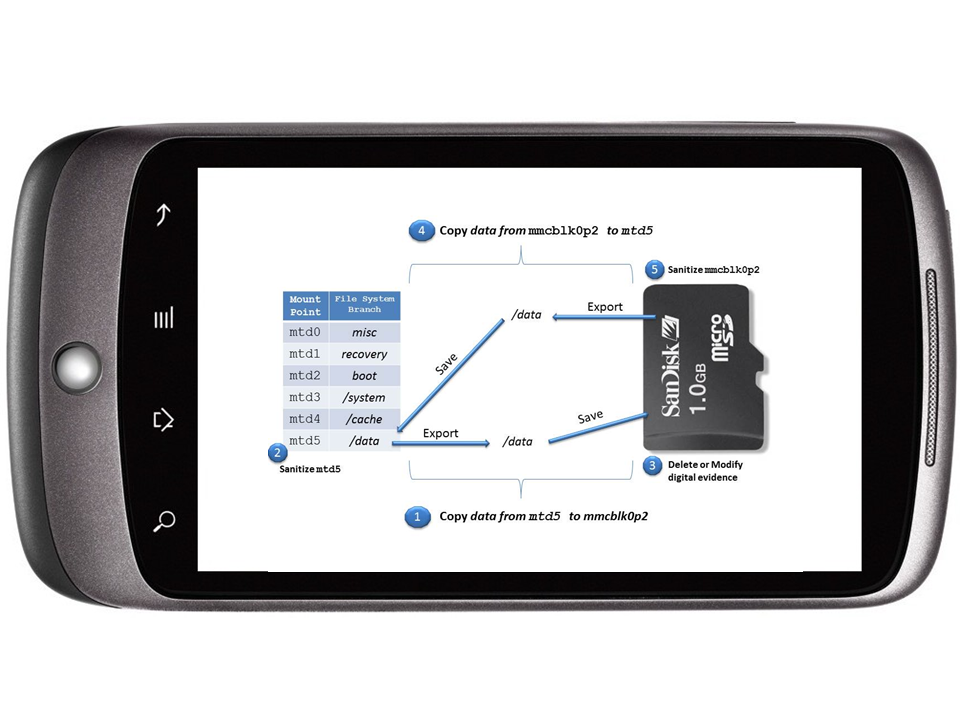 4 Copy data from mmcblk0p2 to mtd5
5 Sanitize mmcblk0p2
Mount Point File System Branch
mtd0 misc
mtd1 recovery
mtd2 boot
mtd3 /system
mtd4 /cache
mtd5 /data
/data
Export
Save
SanDisk
1.0GB
micro SD
Save
Export
/data
2
Sanitize mtd5
3 Delete or Modify
digital evidence
1 Copy data from mtd5 to mmcblk0p2